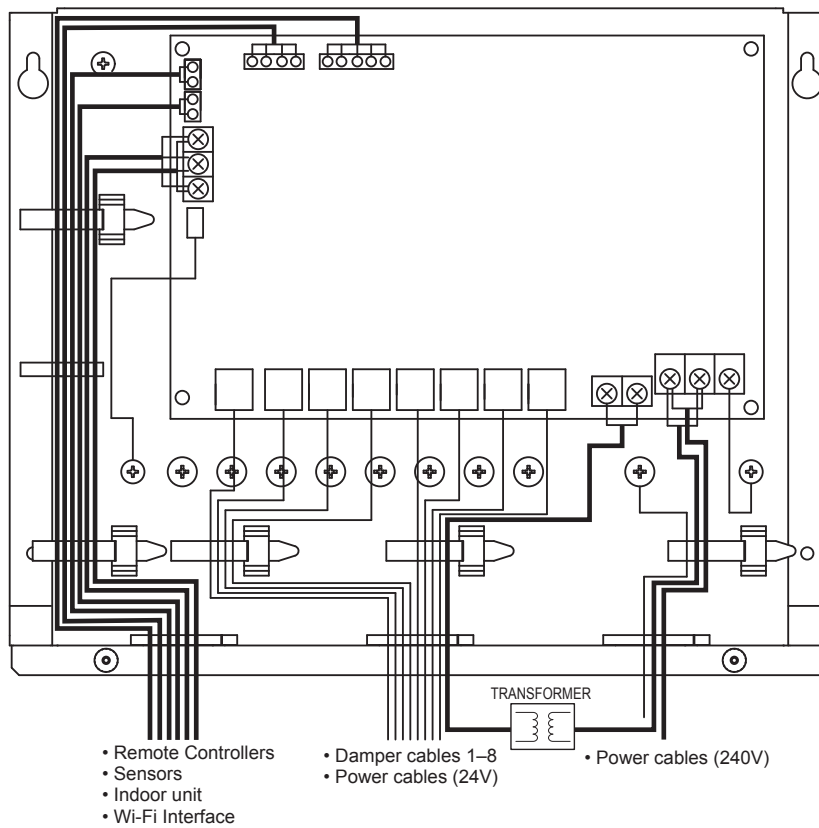 TRANSFORMER
• Remote Controllers
• Sensors
• Indoor unit
• Wi-Fi Interface
• Damper cables 1–8
• Power cables (24V)
• Power cables (240V)